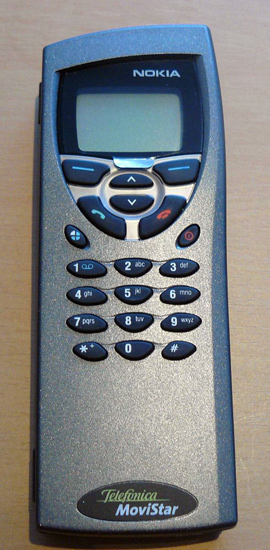 NOKIA
1 2 abc 3 def
4 ghi 5 jkl 6 mno
7 pqrs 8 tuv 9 wxyz
*+ 0 #
Telefónica
MoviStar